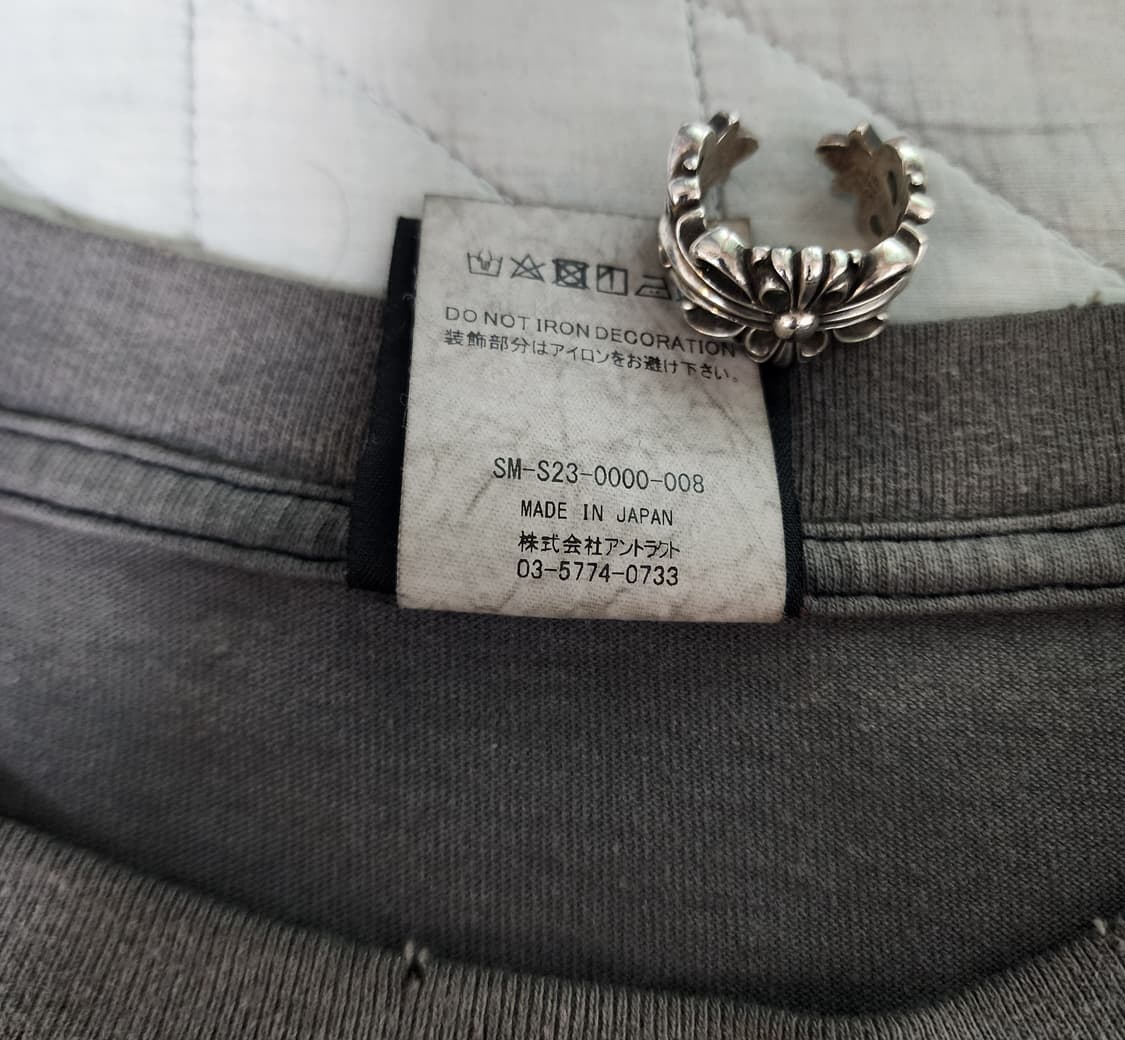 DO NOT IRON DECORATION
装飾部分はアイロンをお避け下さい。
SM-S23-0000-008
MADE IN JAPAN
株式会社アントラクト
03-5774-0733